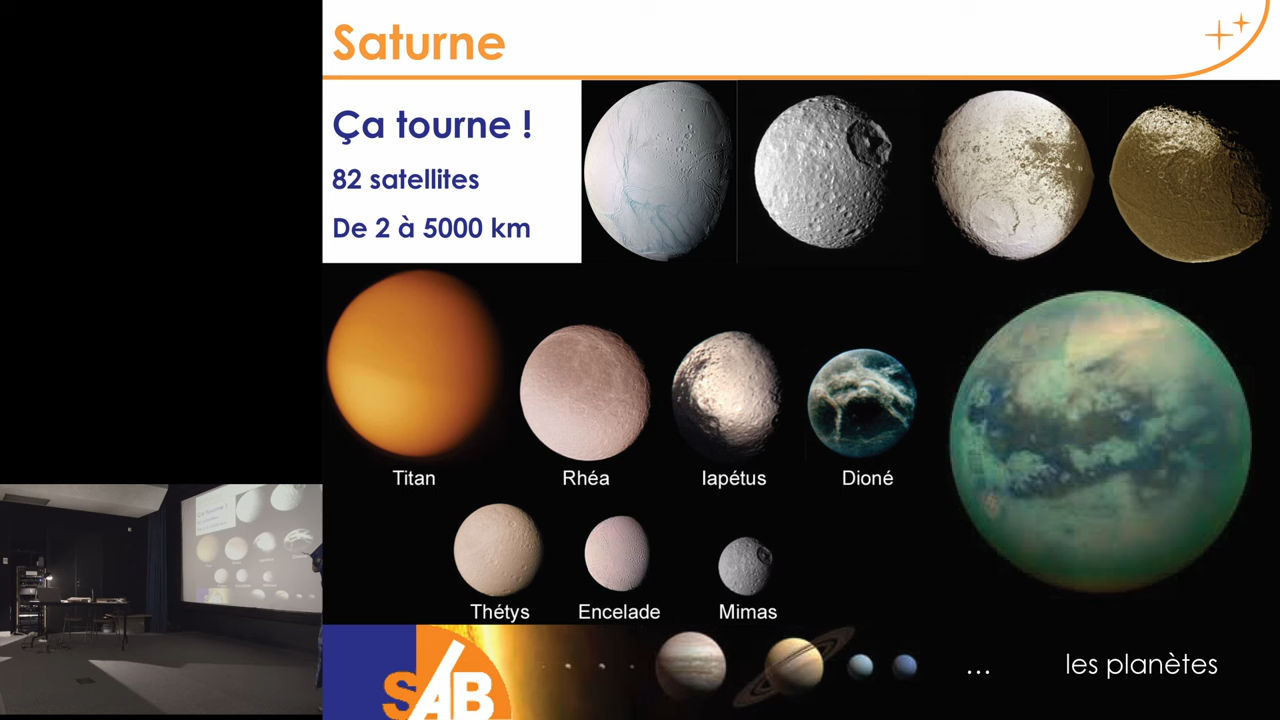 Saturne
Ça tourne !
82 satellites
De 2 à 5000 km
Titan
Rhéa
Iapétus
Dioné
Thétys
Encelade
Mimas
SAB
... les planètes